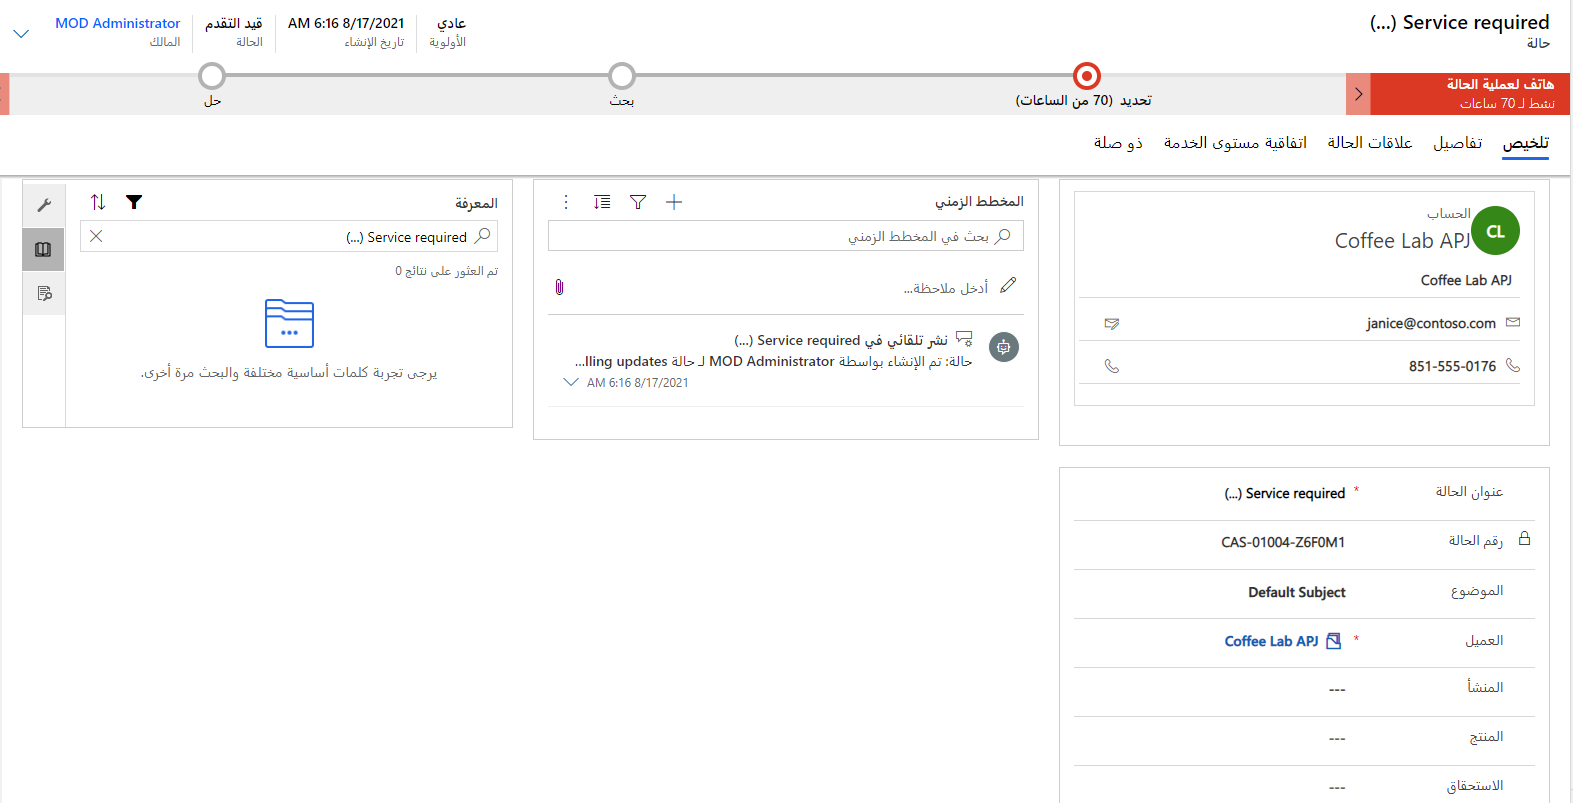 Service required (...)
حالة
عادي
الأولوية
8/17/2021 6:16 AM
تاريخ الإنشاء
قيد التقدم
الحالة
MOD Administrator
المالك
هاتف لعملية الحالة
نشط لـ 70 ساعات
تحديد (70 من الساعات)
بحث
حل
تلخيص
تفاصيل
علاقات الحالة
اتفاقية مستوى الخدمة
ذو صلة
CL
الحساب
Coffee Lab APJ
Coffee Lab APJ
janice@contoso.com
851-555-0176
عنوان الحالة
* Service required (...)
رقم الحالة
CAS-01004-Z6F0M1
الموضوع
Default Subject
العميل
* Coffee Lab APJ
المنشأ
---
المنتج
---
الاستحقاق
---
المخطط الزمني
بحث في المخطط الزمني
أدخل ملاحظة...
نشر تلقائي في Service required (...)
حالة: تم الإنشاء بواسطة MOD Administrator لـ حالة lling updates...
8/17/2021 6:16 AM
المعرفة
Service required (...)
تم العثور على نتائج 0
يرجى تجربة كلمات أساسية مختلفة والبحث مرة أخرى.